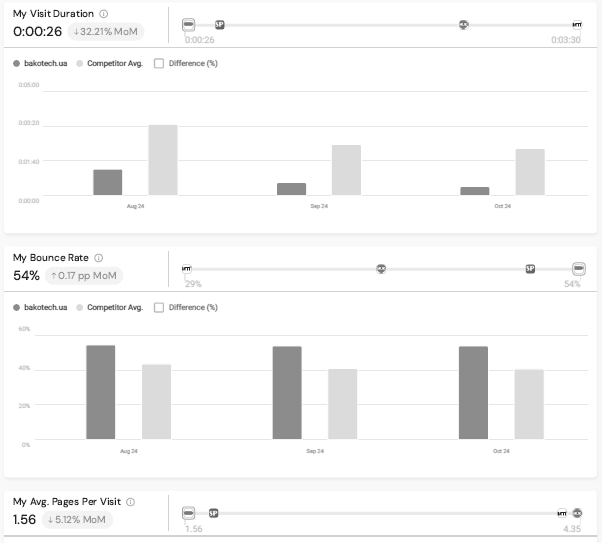 My Visit Duration
0:00:26 ↓32.21% MoM
0:00:26 0:03:30
bakotech.ua Competitor Avg. Difference (%)
0:05:00
0:03:20
0:01:40
0:00:00
Aug 24 Sep 24 Oct 24
My Bounce Rate
54% ↑0.17 pp MoM
29% 54%
bakotech.ua Competitor Avg. Difference (%)
60%
40%
20%
0%
Aug 24 Sep 24 Oct 24
My Avg. Pages Per Visit
1.56 ↓5.12% MoM
1.56 4.35